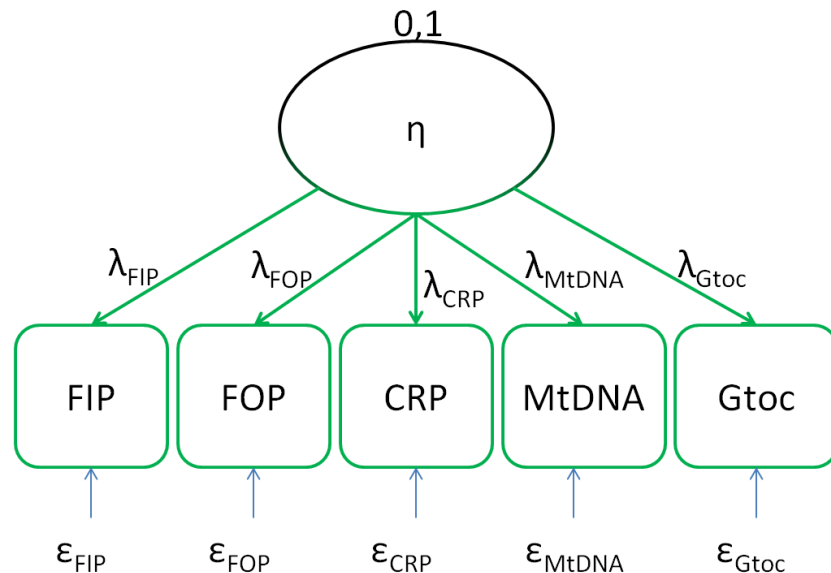 0,1
η
λFIP λFOP λCRP λMtDNA λGtoc
FIP FOP CRP MtDNA Gtoc
εFIP εFOP εCRP εMtDNA εGtoc